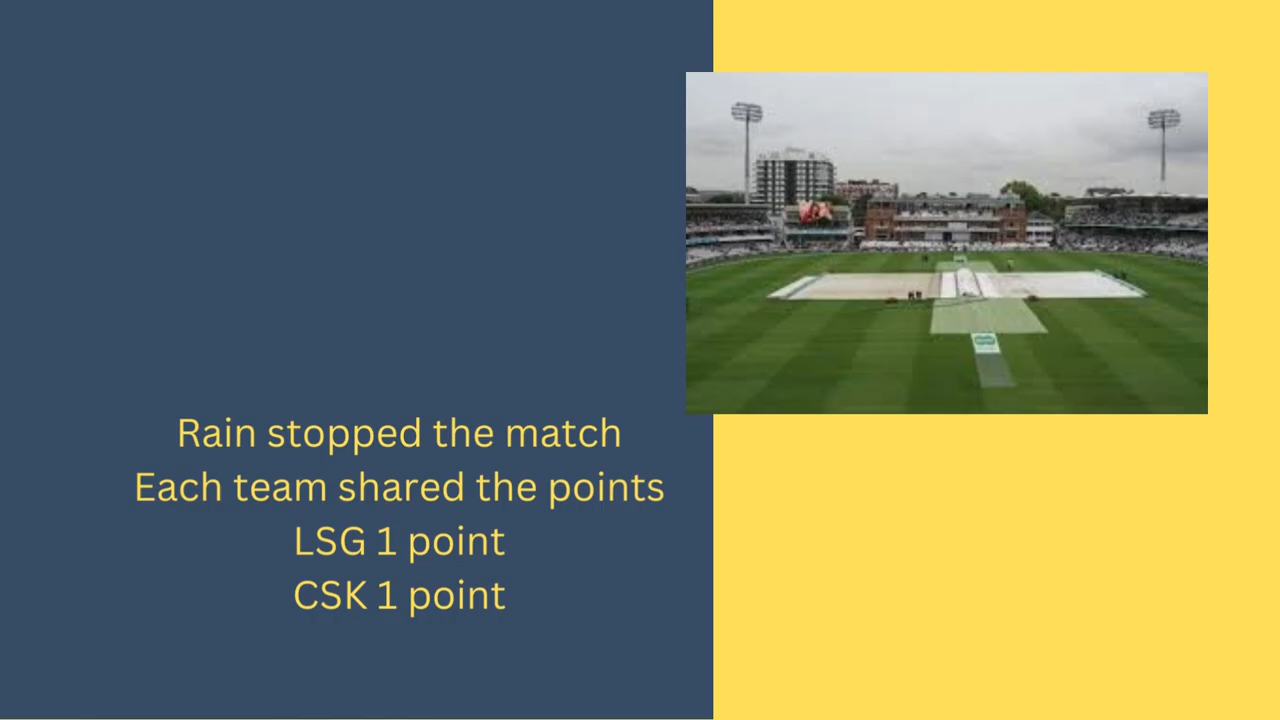 Rain stopped the match
Each team shared the points
LSG 1 point
CSK 1 point